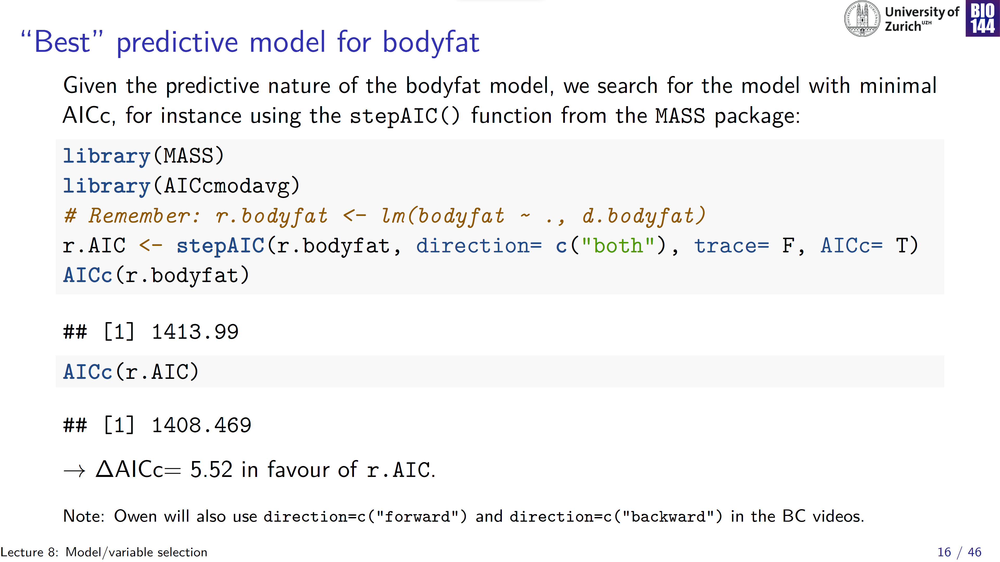 University of
Zurich UZH
BIO
144
“Best” predictive model for bodyfat
Given the predictive nature of the bodyfat model, we search for the model with minimal
AICc, for instance using the stepAIC() function from the MASS package:
library(MASS)
library(AICcmodavg)
# Remember: r.bodyfat <- lm(bodyfat ~ ., d.bodyfat)
r.AIC <- stepAIC(r.bodyfat, direction= c("both"), trace= F, AICc= T)
AICc(r.bodyfat)
## [1] 1413.99
AICc(r.AIC)
## [1] 1408.469
→ ΔAICc= 5.52 in favour of r.AIC.
Note: Owen will also use direction=c("forward") and direction=c("backward") in the BC videos.
Lecture 8: Model/variable selection
16 / 46